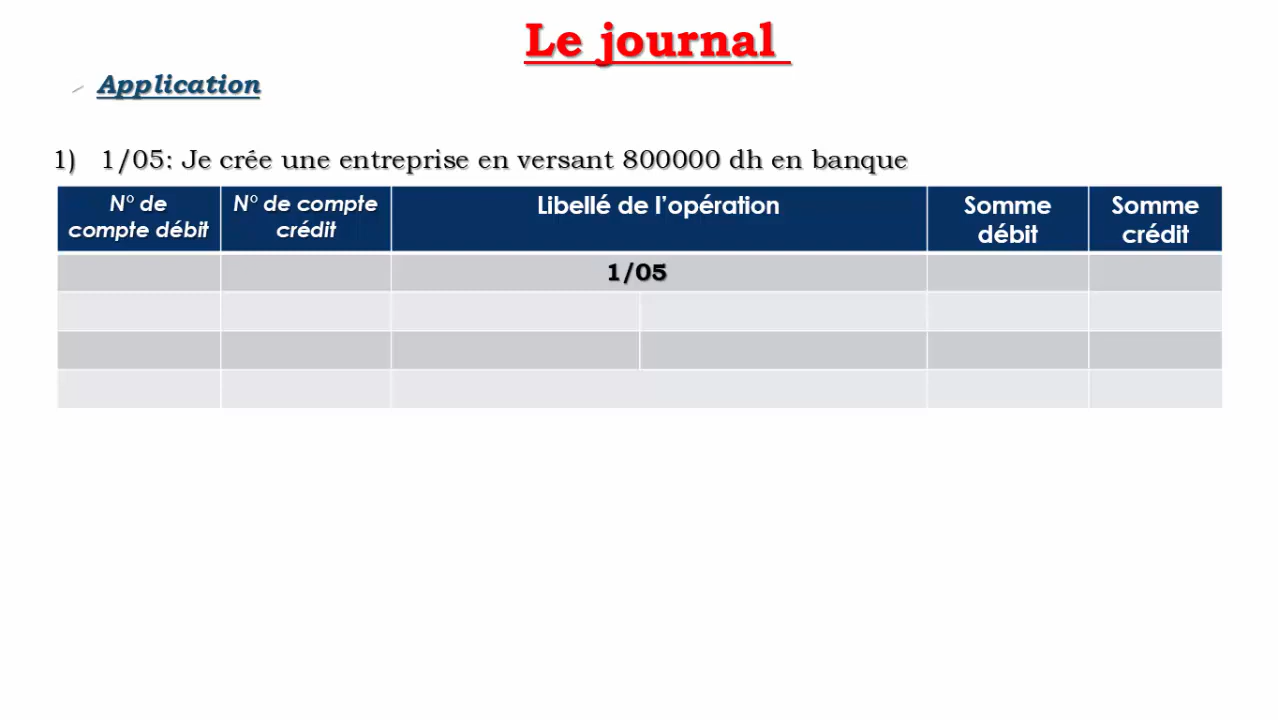 Le journal
Application
1) 1/05: Je crée une entreprise en versant 800000 dh en banque
N° de compte débit
N° de compte crédit
Libellé de l'opération
Somme débit
Somme crédit
1/05